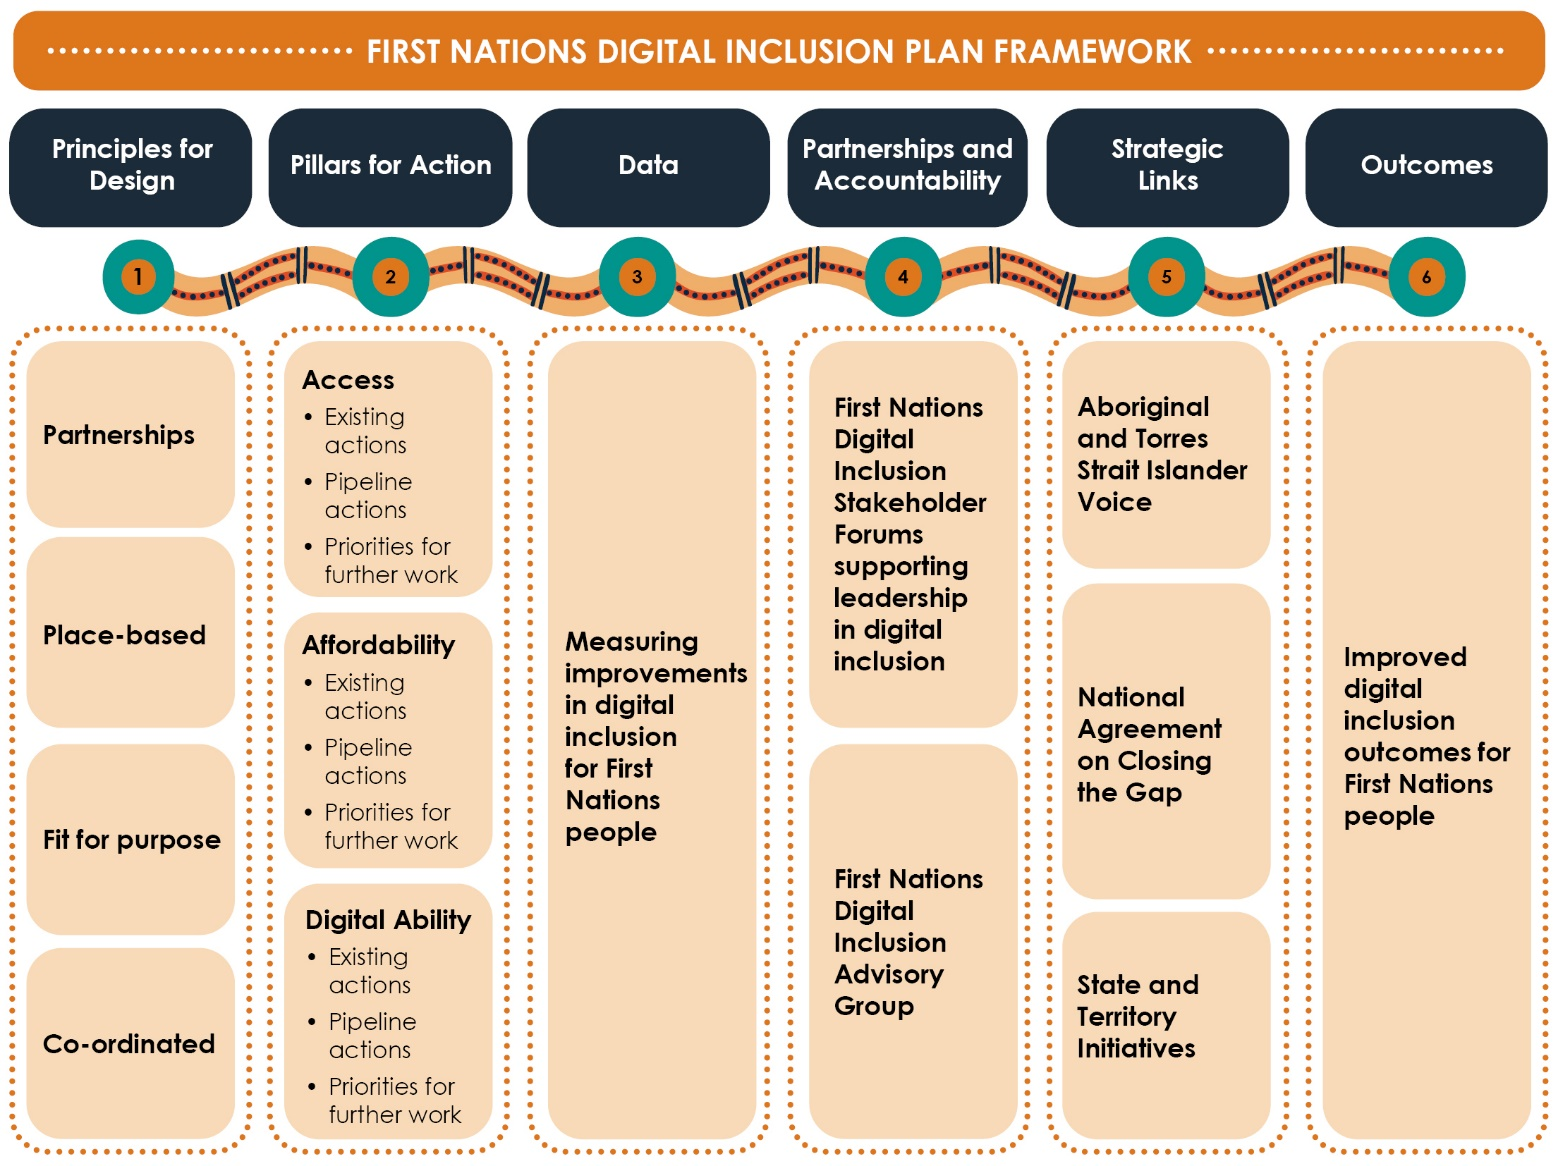 FIRST NATIONS DIGITAL INCLUSION PLAN FRAMEWORK
Principles for
Design
Pillars for Action
Data
Partnerships and
Accountability
Strategic
Links
Outcomes
1
2
3
4
5
6
Partnerships
Place-based
Fit for purpose
Co-ordinated
Access
• Existing
actions
• Pipeline
actions
• Priorities for
further work
Affordability
• Existing
actions
• Pipeline
actions
• Priorities for
further work
Digital Ability
• Existing
actions
• Pipeline
actions
• Priorities for
further work
Measuring
improvements
in digital
inclusion
for First
Nations
people
First Nations
Digital
Inclusion
Stakeholder
Forums
supporting
leadership
in digital
inclusion
First Nations
Digital
Inclusion
Advisory
Group
Aboriginal
and Torres
Strait Islander
Voice
National
Agreement
on Closing
the Gap
State and
Territory
Initiatives
Improved
digital
inclusion
outcomes for
First Nations
people